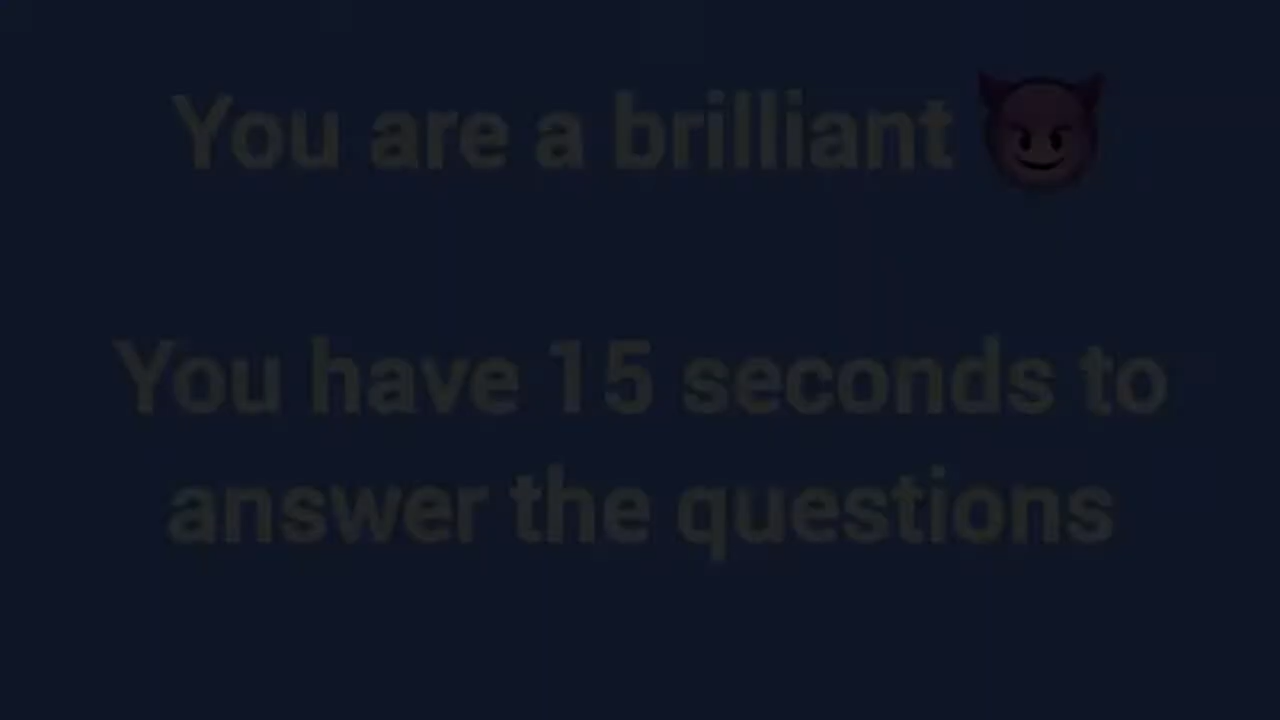 You are a brilliant 😈
You have 15 seconds to
answer the questions